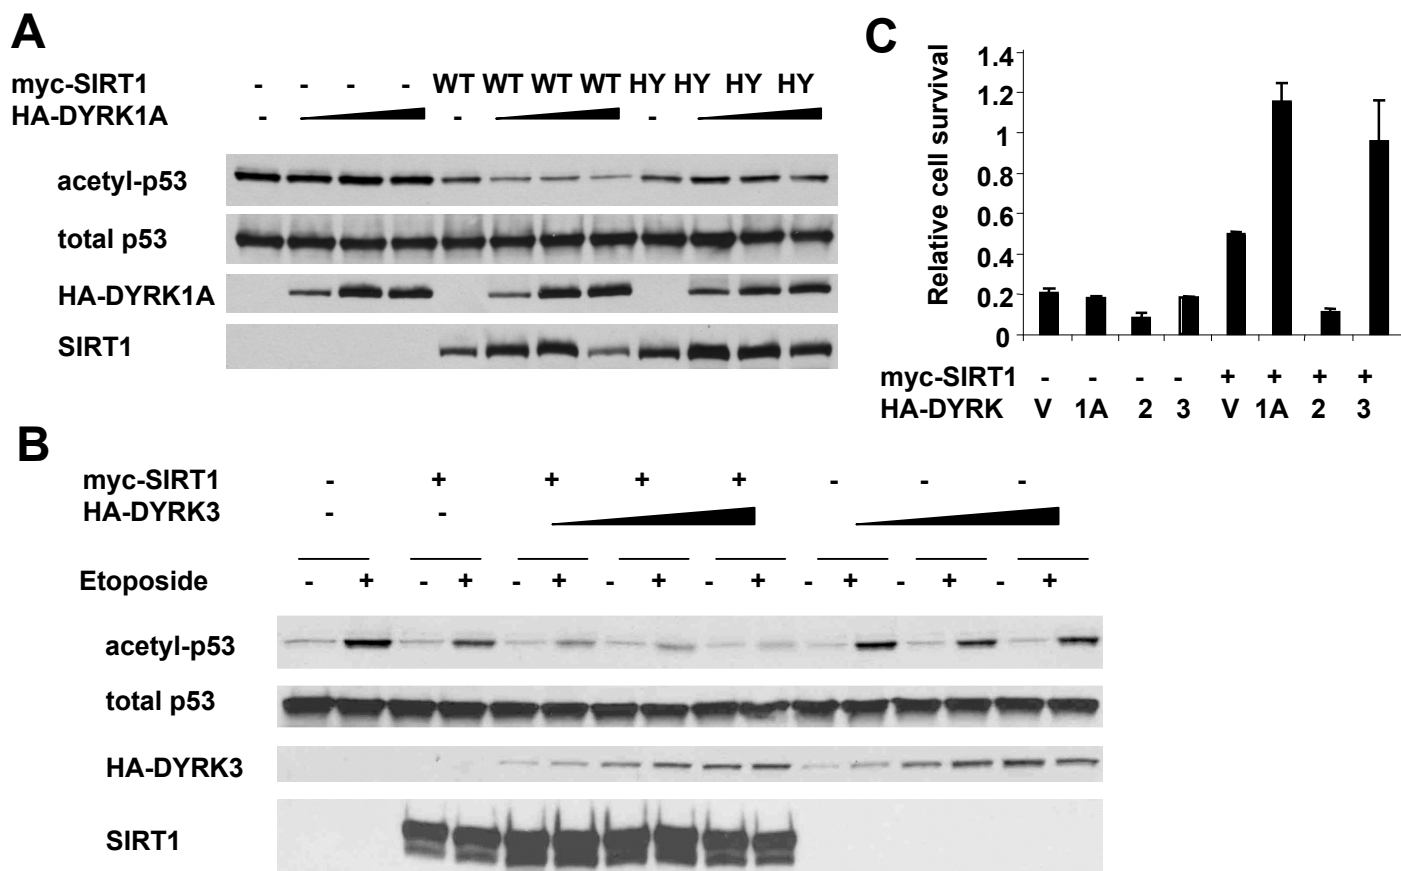 A
myc-SIRT1 - - - - WT WT WT WT HY HY HY HY
HA-DYRK1A - - -
acetyl-p53
total p53
HA-DYRK1A
SIRT1
C
Relative cell survival
1.4
1.2
1
0.8
0.6
0.4
0.2
0
myc-SIRT1 - - - - + + + +
HA-DYRK V 1A 2 3 V 1A 2 3
B
myc-SIRT1 - + + + + - - -
HA-DYRK3 - -
Etoposide - + - + - + - + - + - + - + - +
acetyl-p53
total p53
HA-DYRK3
SIRT1